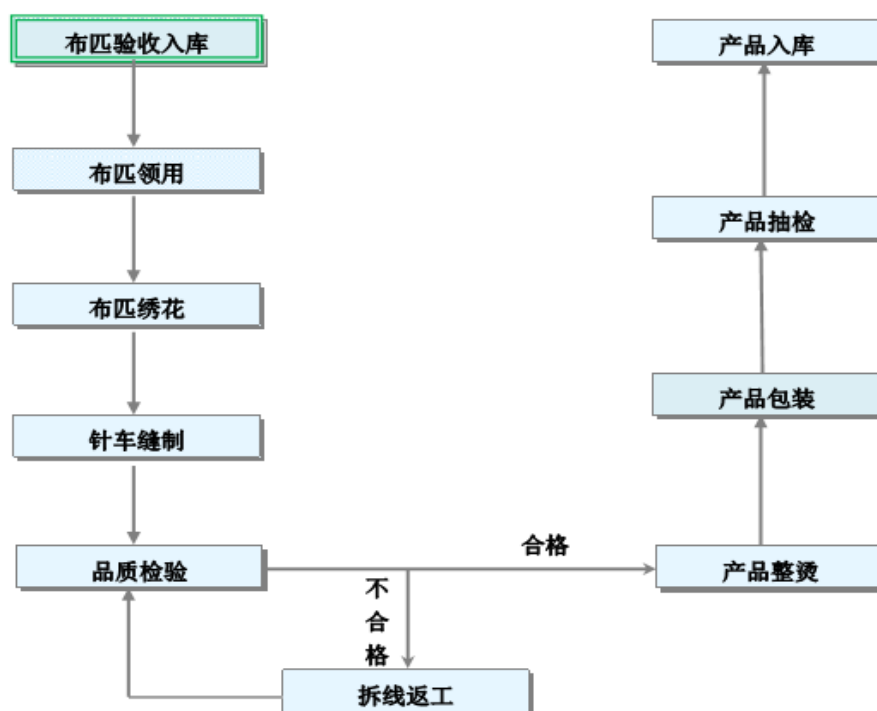 布匹验收入库
布匹领用
布匹绣花
针车缝制
品质检验
不合格
拆线返工
合格
产品整烫
产品包装
产品抽检
产品入库